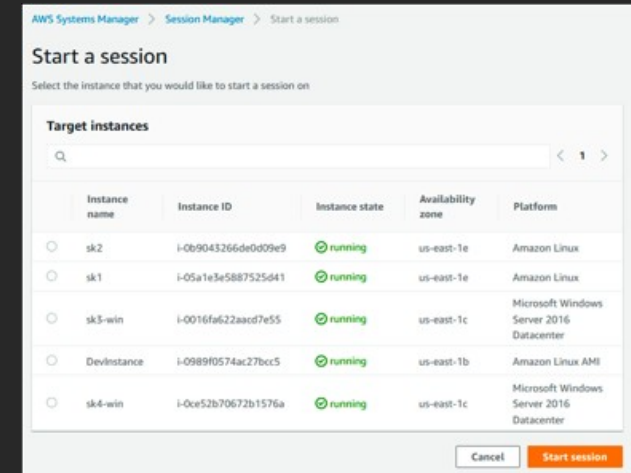 AWS Systems Manager > Session Manager > Start a session
Start a session
Select the instance that you would like to start a session on
Target instances
< 1 >
Instance name Instance ID Instance state Availability zone Platform
sk2 i-0b9043266de0d09e9 running us-east-1e Amazon Linux
sk1 i-05a1e3e5887525d41 running us-east-1e Amazon Linux
sk3-win i-0016fa622aacd7e55 running us-east-1c Microsoft Windows Server 2016 Datacenter
DevInstance i-0989f0574ac27bcc5 running us-east-1b Amazon Linux AMI
sk4-win i-0ce52b70672b1576a running us-east-1c Microsoft Windows Server 2016 Datacenter
Cancel Start session